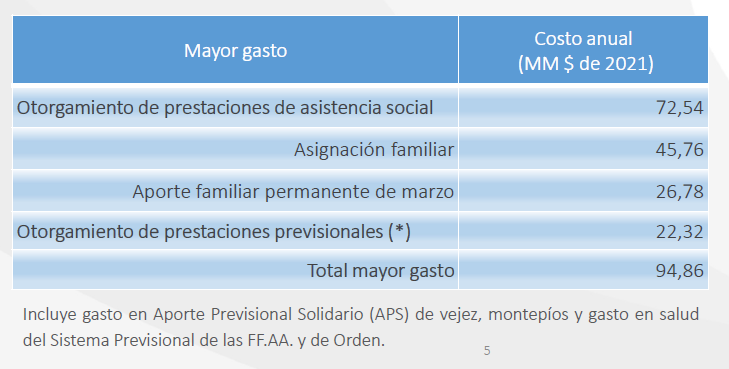 Mayor gasto
Costo anual
(MM $ de 2021)
Otorgamiento de prestaciones de asistencia social 72,54
Asignación familiar 45,76
Aporte familiar permanente de marzo 26,78
Otorgamiento de prestaciones previsionales (*) 22,32
Total mayor gasto 94,86
Incluye gasto en Aporte Previsional Solidario (APS) de vejez, montepíos y gasto en salud
del Sistema Previsional de las FF.AA. y de Orden.
5